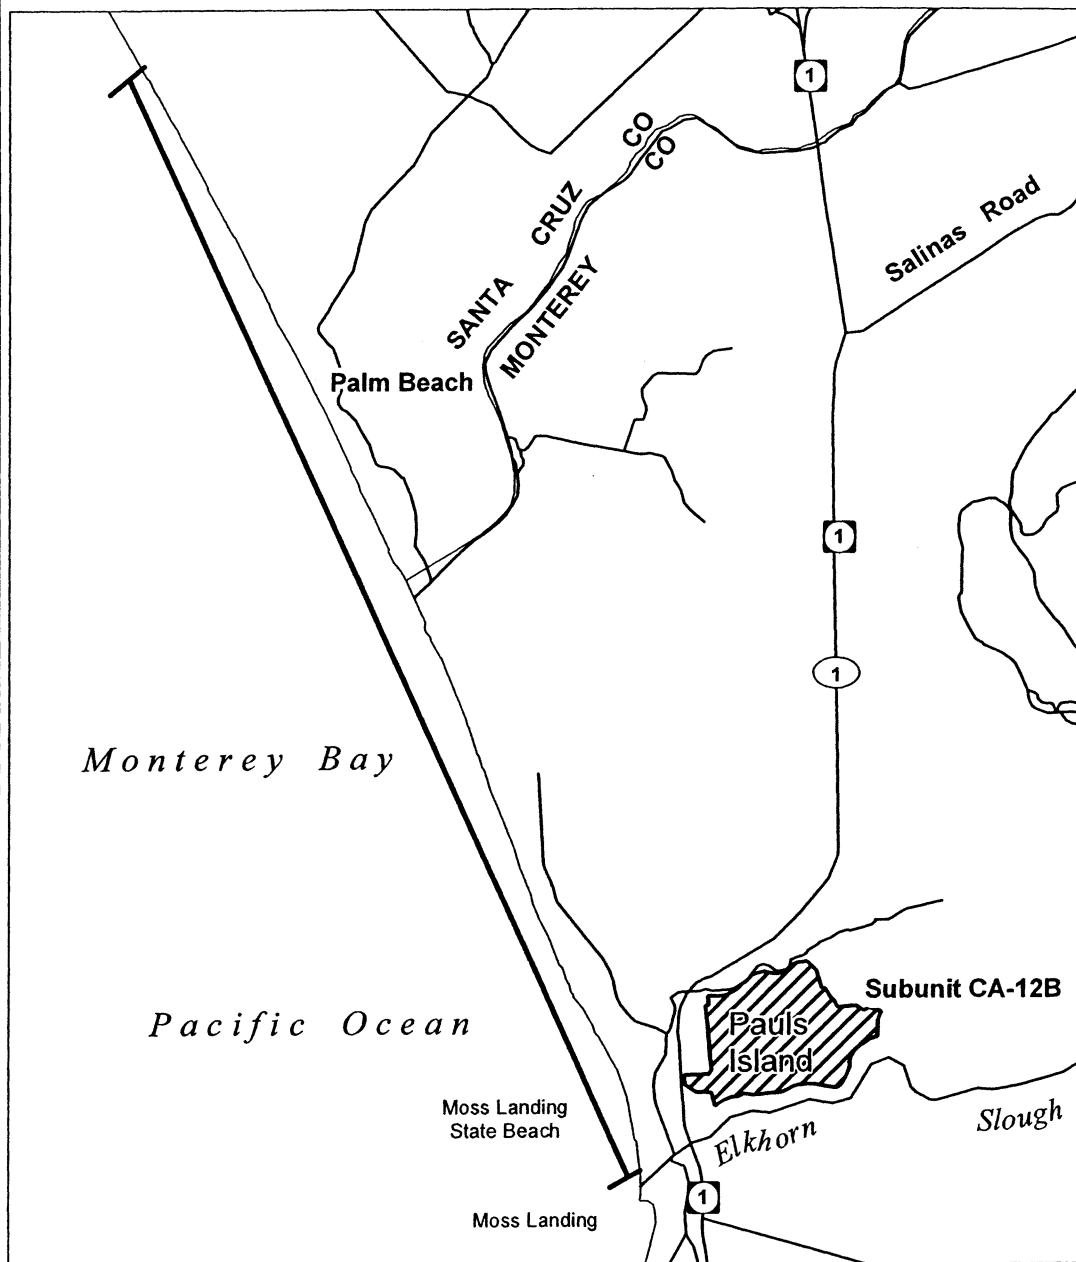 1
CO
CO
SANTA CRUZ
MONTEREY
Salinas Road
Palm Beach
1
1
Monterey Bay
Subunit CA-12B
Pauls
Island
Pacific Ocean
Moss Landing
State Beach
Elkhorn Slough
1
Moss Landing